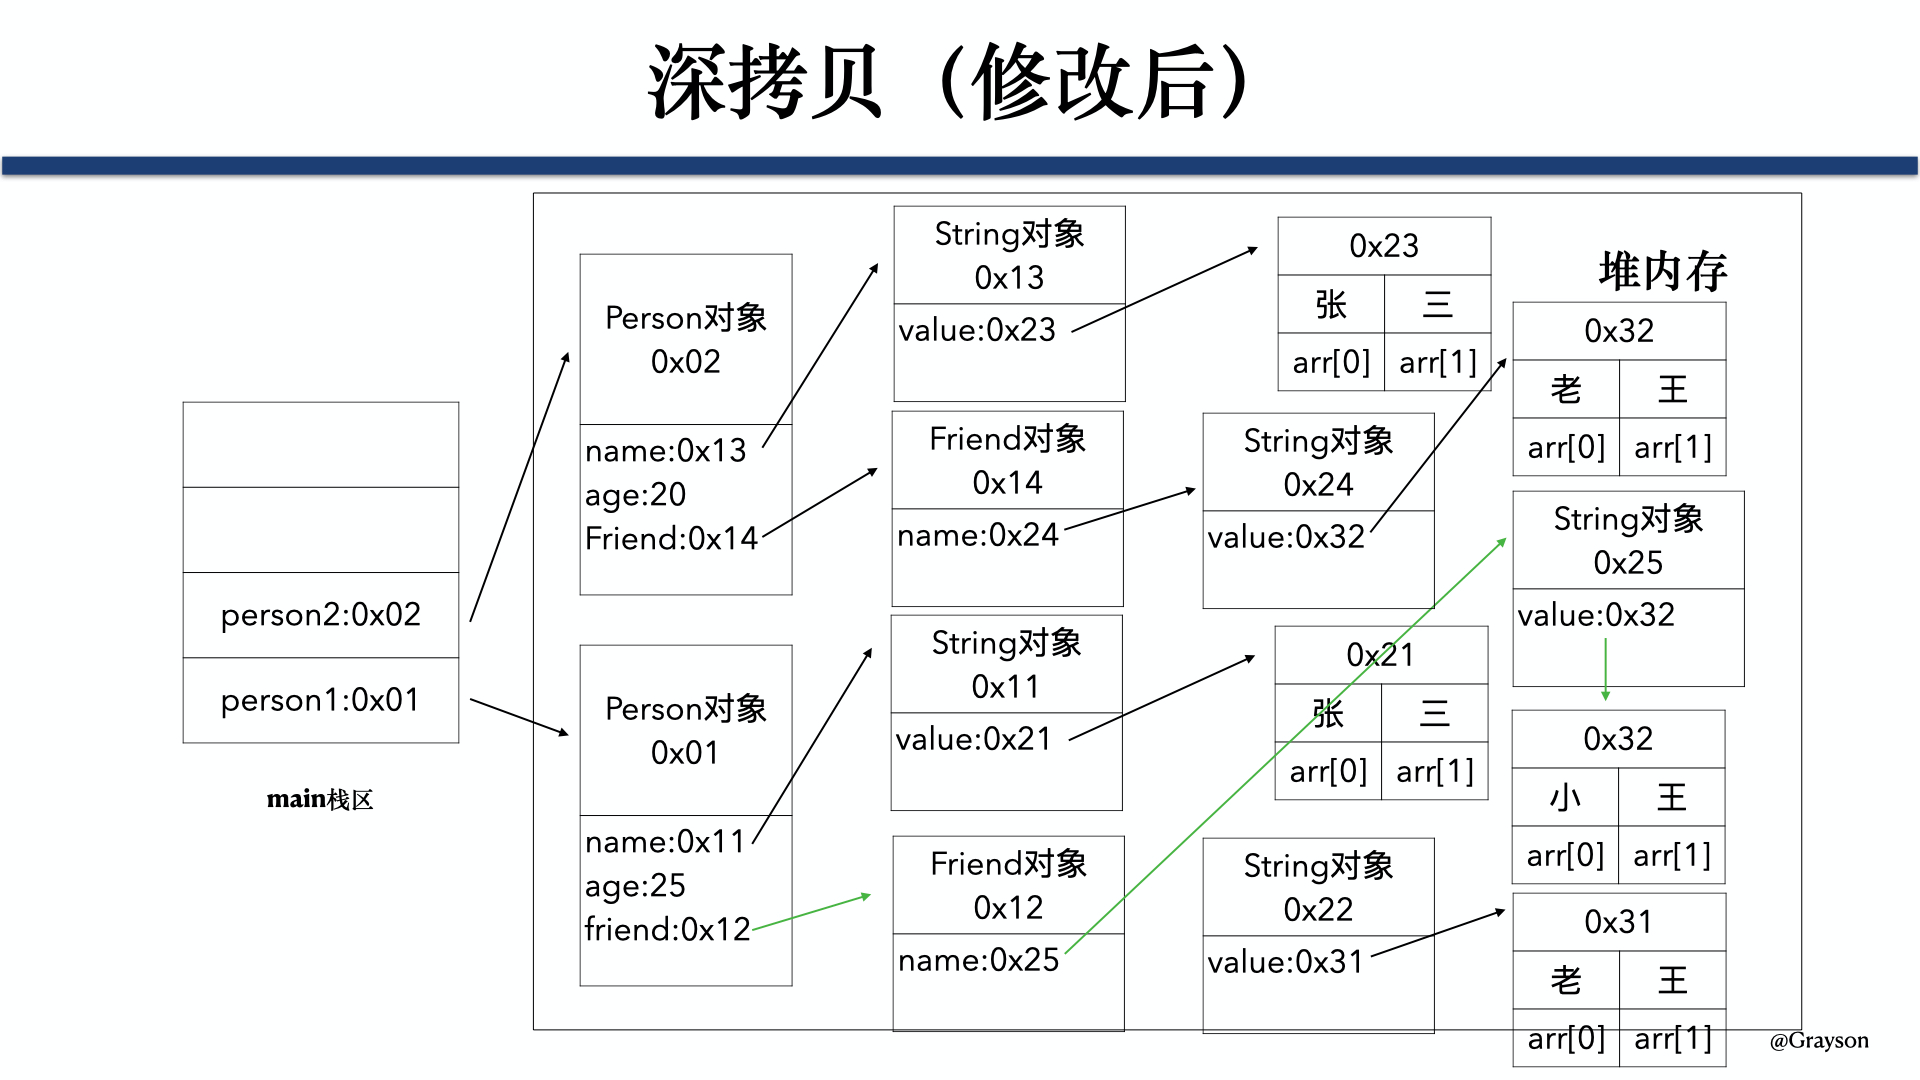 深拷贝（修改后）
堆内存
person2:0x02
person1:0x01
main栈区
Person对象
0x02
name:0x13
age:20
Friend:0x14
String对象
0x13
value:0x23
0x23
张 三
arr[0] arr[1]
Friend对象
0x14
name:0x24
String对象
0x24
value:0x32
0x32
老 王
arr[0] arr[1]
Person对象
0x01
name:0x11
age:25
friend:0x12
String对象
0x11
value:0x21
0x21
张 三
arr[0] arr[1]
String对象
0x25
value:0x32
0x32
小 王
arr[0] arr[1]
Friend对象
0x12
name:0x25
String对象
0x22
value:0x31
0x31
老 王
arr[0] arr[1]
@Grayson